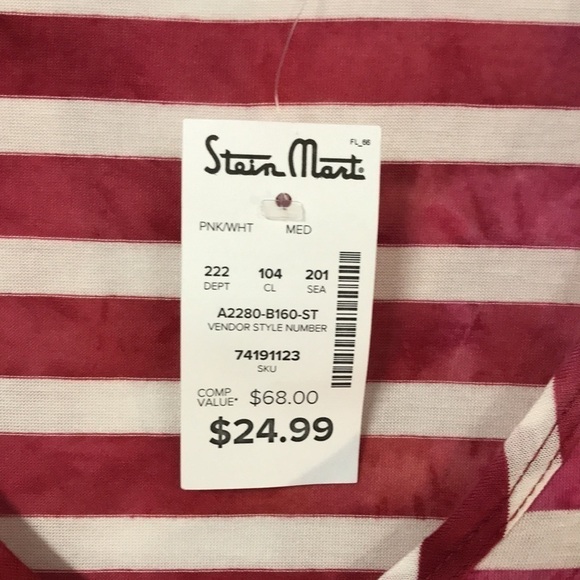 FL_66
Stein Mart®
PNK/WHT MED
222 104 201
DEPT CL SEA
A2280-B160-ST
VENDOR STYLE NUMBER
74191123
SKU
COMP VALUE* $68.00
$24.99